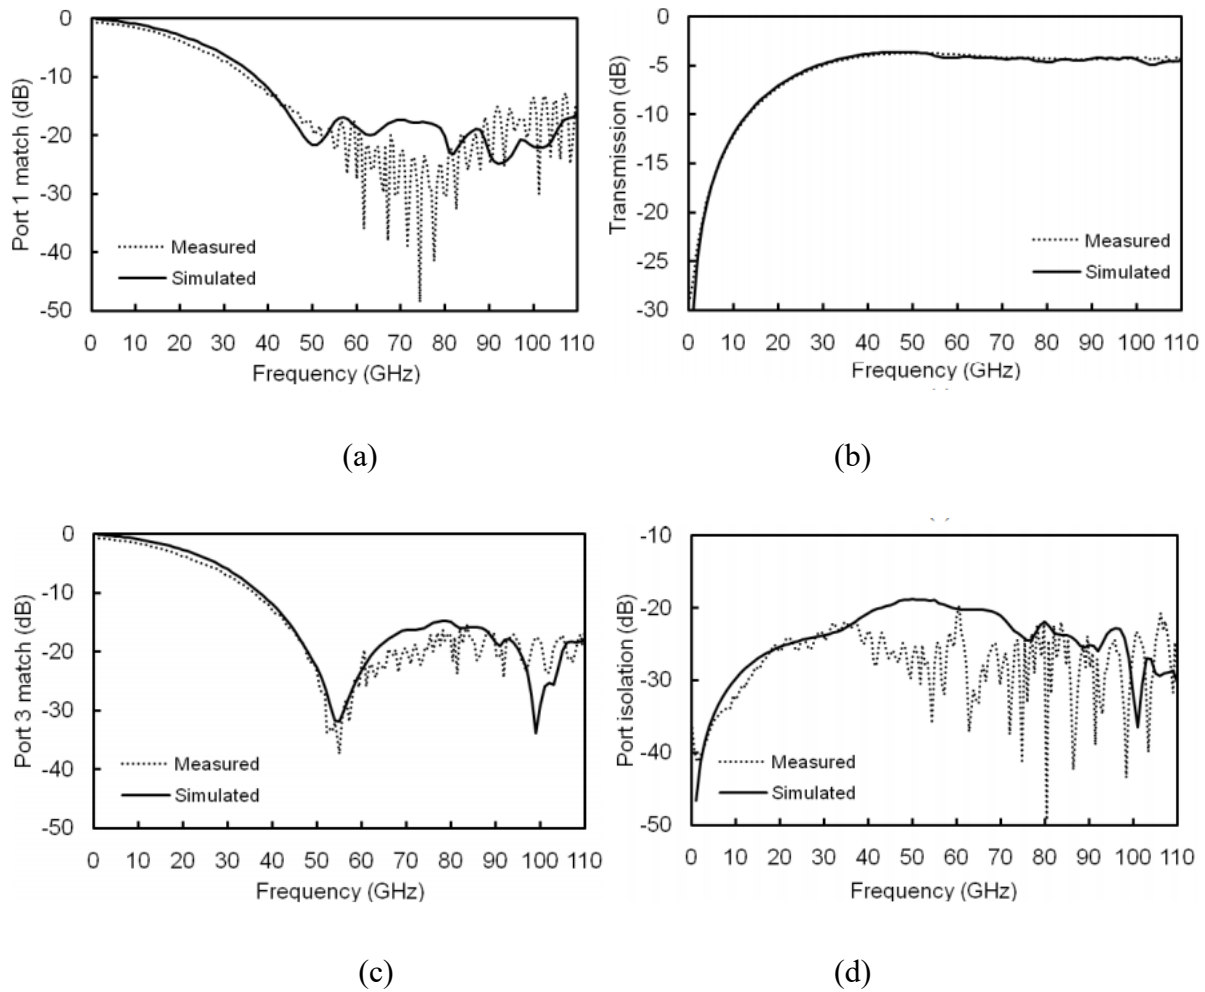 0
-10
-20
-30
-40
-50
Port 1 match (dB)
Measured
Simulated
0 10 20 30 40 50 60 70 80 90 100 110
Frequency (GHz)
(a)
0
-5
-10
-15
-20
-25
-30
Transmission (dB)
Measured
Simulated
0 10 20 30 40 50 60 70 80 90 100 110
Frequency (GHz)
(b)
0
-10
-20
-30
-40
-50
Port 3 match (dB)
Measured
Simulated
0 10 20 30 40 50 60 70 80 90 100 110
Frequency (GHz)
(c)
-10
-20
-30
-40
-50
Port isolation (dB)
Measured
Simulated
0 10 20 30 40 50 60 70 80 90 100 110
Frequency (GHz)
(d)